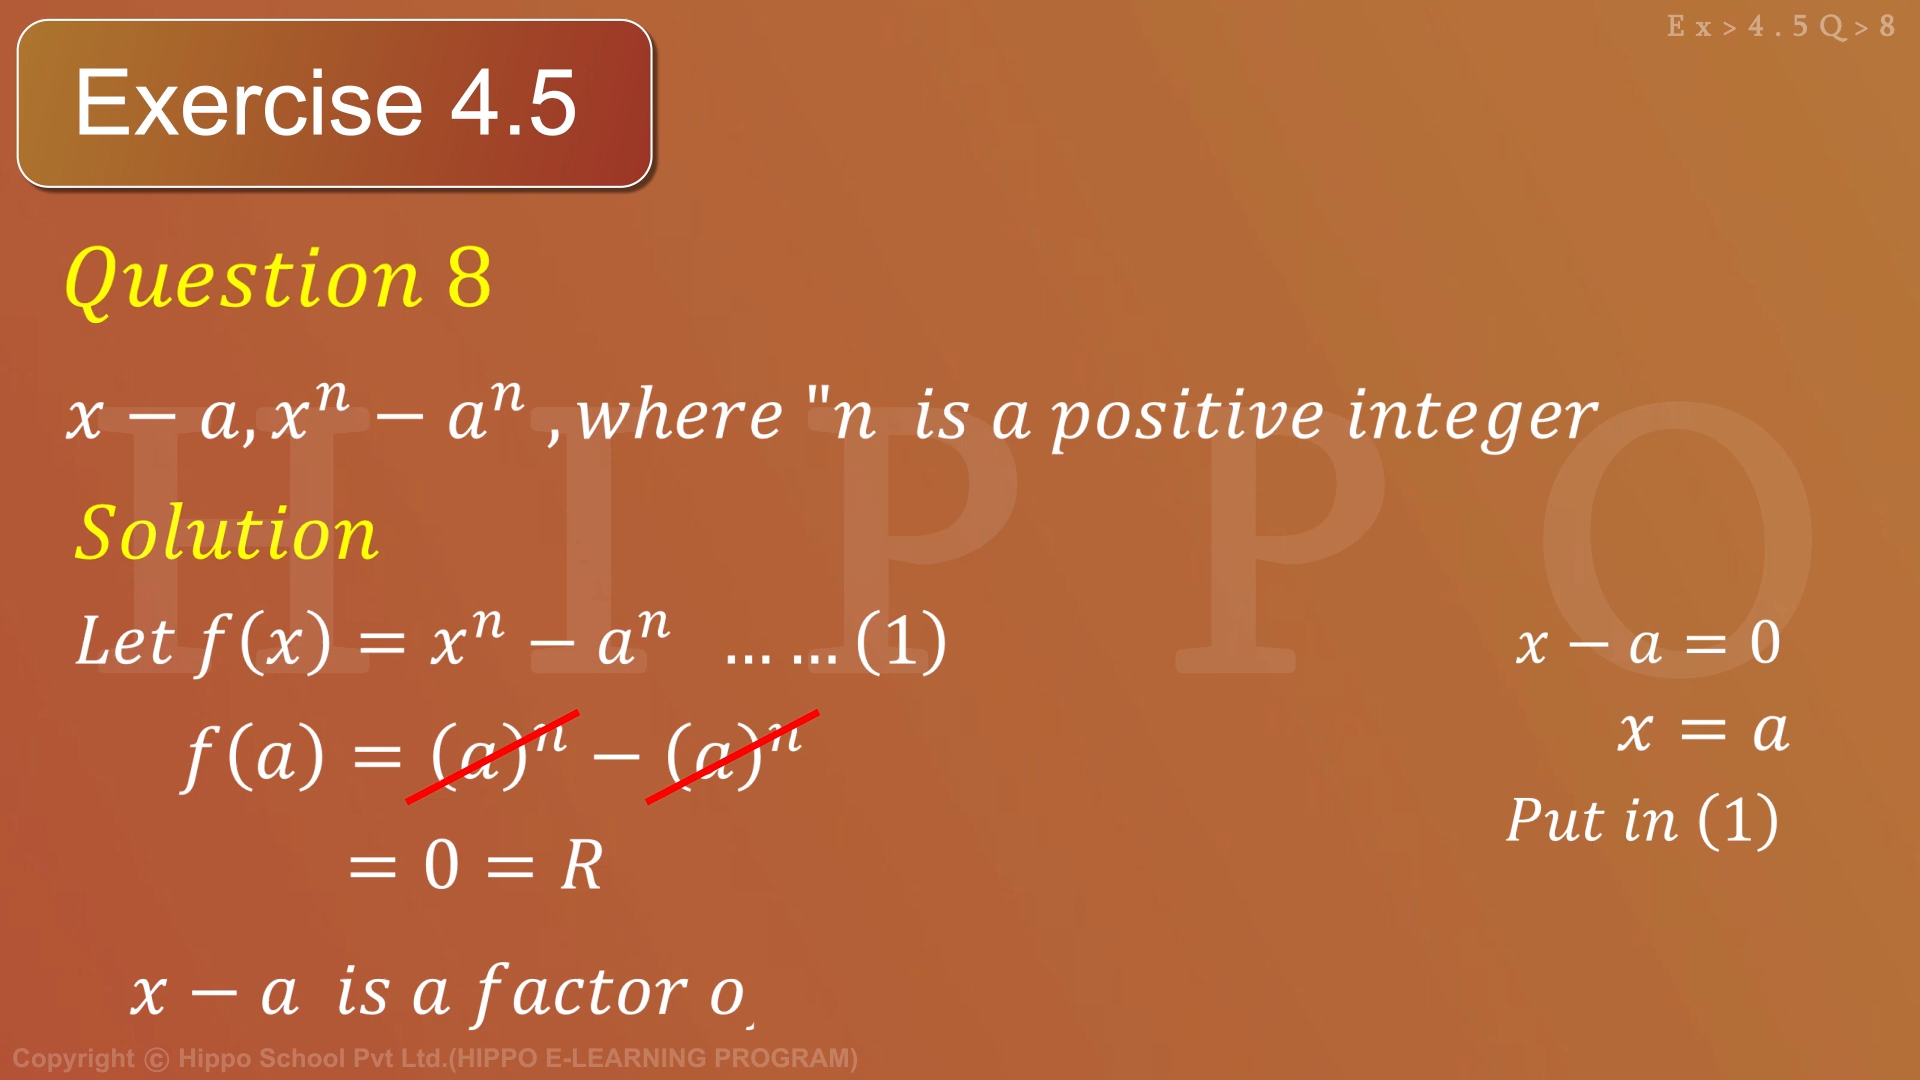 Ex>4.5Q>8
Exercise 4.5
Question 8
x − a, xⁿ − aⁿ , where "n is a positive integer
Solution
Let f(x) = xⁿ − aⁿ ... ... (1)
x − a = 0
f(a) = (a)ⁿ − (a)ⁿ
x = a
Put in (1)
= 0 = R
x − a is a factor o
HIPPO
Copyright © Hippo School Pvt Ltd.(HIPPO E-LEARNING PROGRAM)